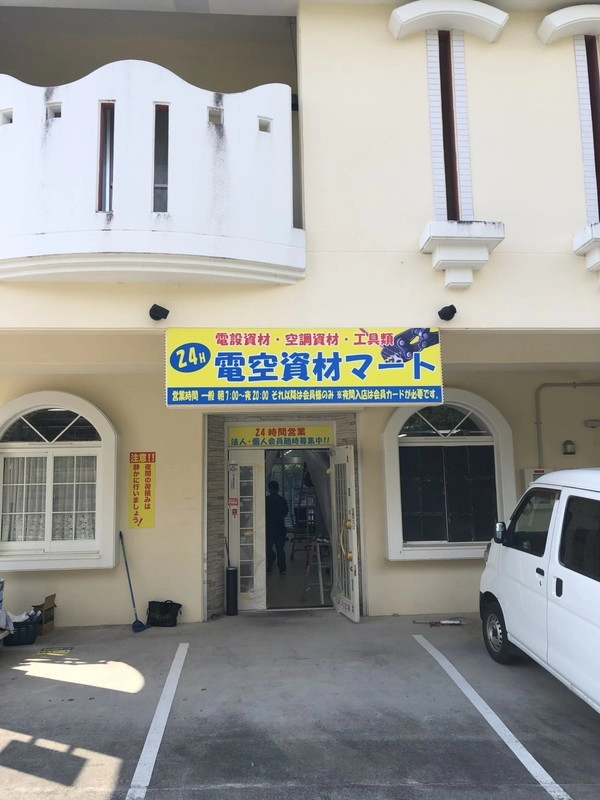 電設資材・空調資材・工具類
24H 電空資材マート
営業時間 一般 朝7:00～夜20:00 それ以降は会員様のみ ※夜間入店は会員カードが必要です。
24時間営業
法人・個人会員随時募集中!!
注意!!
夜間の荷積みは
静かに行いましょう!